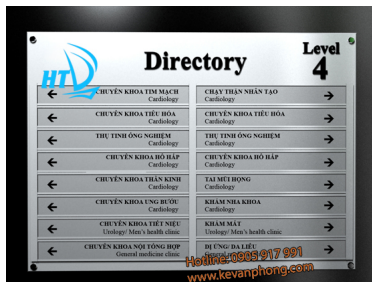 HT
Directory
Level
4
CHUYÊN KHOA TIM MẠCH
Cardiology
CHẠY THẬN NHÂN TẠO
Cardiology
CHUYÊN KHOA TIÊU HÓA
Cardiology
CHUYÊN KHOA TIÊU HÓA
Cardiology
THỤ TINH ỐNG NGHIỆM
Cardiology
THỤ TINH ỐNG NGHIỆM
Cardiology
CHUYÊN KHOA HÔ HẤP
Cardiology
CHUYÊN KHOA HÔ HẤP
Cardiology
CHUYÊN KHOA THẦN KINH
Cardiology
TAI MŨI HỌNG
Cardiology
CHUYÊN KHOA UNG BƯỚU
Cardiology
KHÁM NHA KHOA
Cardiology
CHUYÊN KHOA TIẾT NIỆU
Urology/ Men's health clinic
KHÁM MẮT
Urology/ Men's health clinic
CHUYÊN KHOA NỘI TỔNG HỢP
General medicine clinic
DỊ ỨNG/ DA LIỄU
Hotline: 0985 917 991
www.kevanphong.com